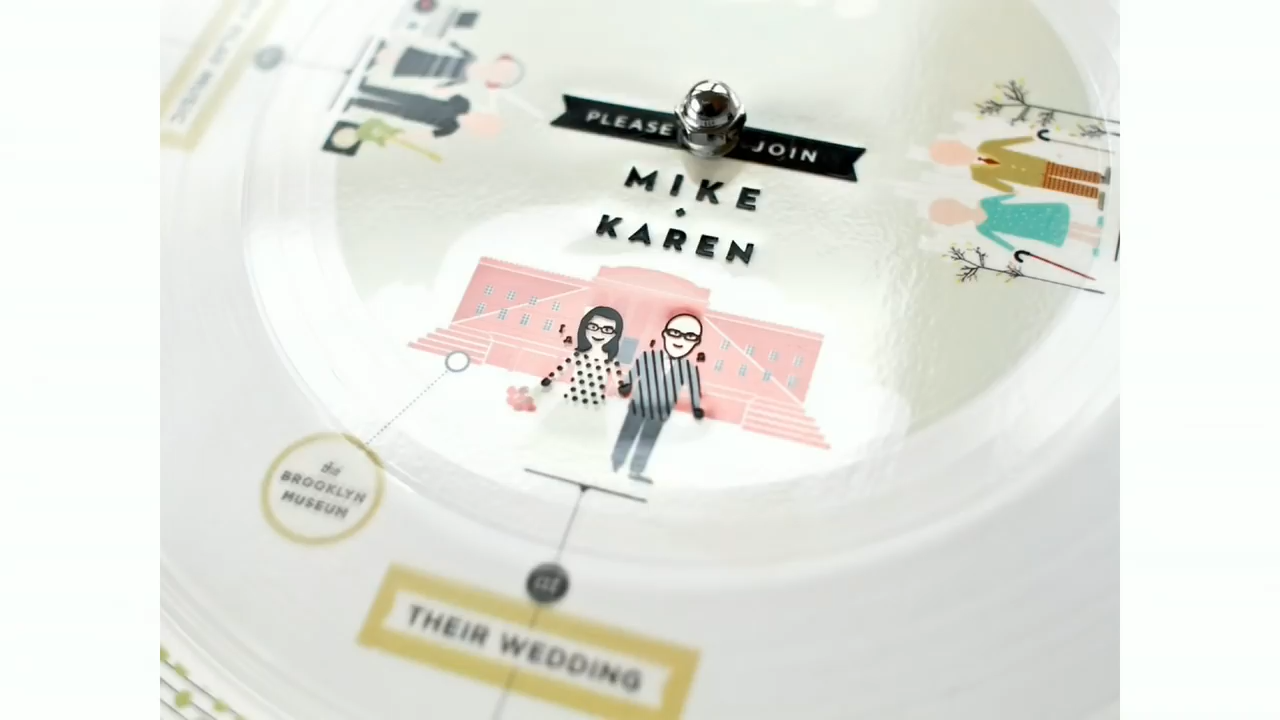 PLEASE JOIN
MIKE
+
KAREN
the
BROOKLYN
MUSEUM
at
THEIR WEDDING